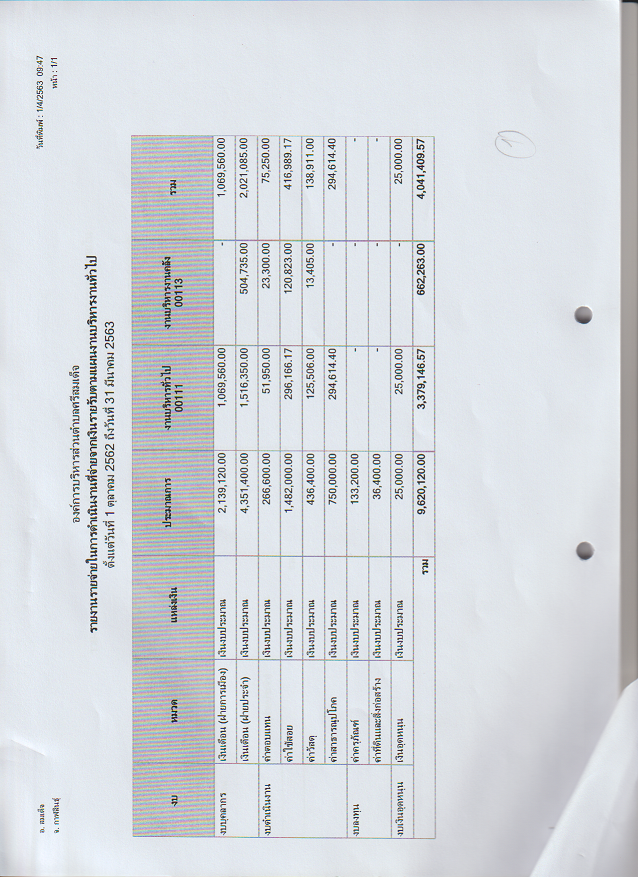 อ. สมเด็จ
จ. กาฬสินธุ์
วันที่พิมพ์ : 1/4/2563 09:47
หน้า : 1/1
องค์การบริหารส่วนตำบลศรีสมเด็จ
รายงานรายจ่ายในการดำเนินงานที่จ่ายจากเงินรายรับตามแผนงานบริหารงานทั่วไป
ตั้งแต่วันที่ 1 ตุลาคม 2562 ถึงวันที่ 31 มีนาคม 2563
งบ หมวด แหล่งเงิน ประมาณการ งานบริหารทั่วไป 00111 งานบริหารงานคลัง 00113 รวม
งบบุคลากร เงินเดือน (ฝ่ายการเมือง) เงินงบประมาณ 2,139,120.00 1,069,560.00 - 1,069,560.00
เงินเดือน (ฝ่ายประจำ) เงินงบประมาณ 4,351,400.00 1,516,350.00 504,735.00 2,021,085.00
งบดำเนินงาน ค่าตอบแทน เงินงบประมาณ 266,600.00 51,950.00 23,300.00 75,250.00
ค่าใช้สอย เงินงบประมาณ 1,482,000.00 296,166.17 120,823.00 416,989.17
ค่าวัสดุ เงินงบประมาณ 436,400.00 125,506.00 13,405.00 138,911.00
ค่าสาธารณูปโภค เงินงบประมาณ 750,000.00 294,614.40 - 294,614.40
งบลงทุน ค่าครุภัณฑ์ เงินงบประมาณ 133,200.00 - - -
ค่าที่ดินและสิ่งก่อสร้าง เงินงบประมาณ 36,400.00 - - -
งบเงินอุดหนุน เงินอุดหนุน เงินงบประมาณ 25,000.00 25,000.00 - 25,000.00
รวม 9,620,120.00 3,379,146.57 662,263.00 4,041,409.57